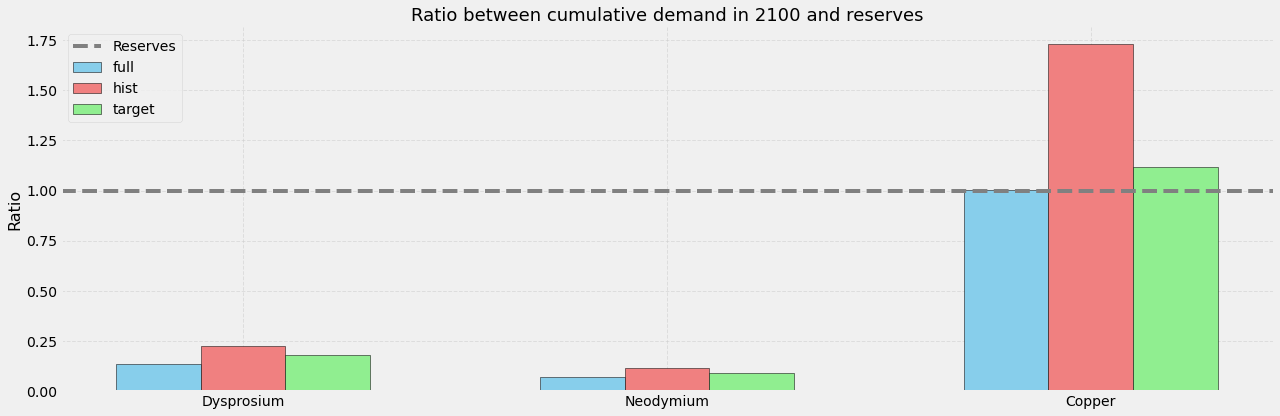 Ratio between cumulative demand in 2100 and reserves
Reserves
full
hist
target
Ratio
1.75
1.50
1.25
1.00
0.75
0.50
0.25
0.00
Dysprosium
Neodymium
Copper